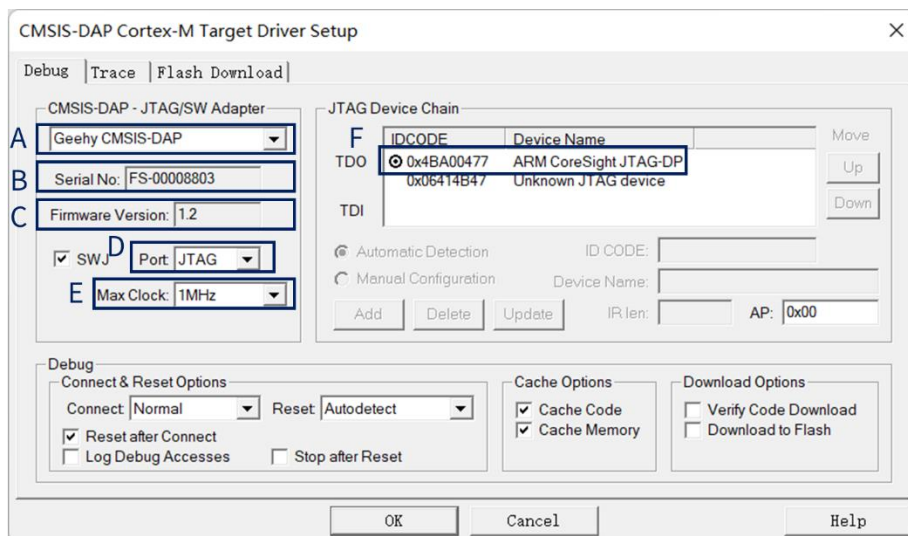 CMSIS-DAP Cortex-M Target Driver Setup
Debug Trace Flash Download
CMSIS-DAP - JTAG/SW Adapter
A Geehy CMSIS-DAP
B Serial No: FS-00008803
C Firmware Version: 1.2
SWJ D Port: JTAG
E Max Clock: 1MHz
JTAG Device Chain
F IDCODE Device Name Move
TDO 0x4BA00477 ARM CoreSight JTAG-DP Up
0x06414B47 Unknown JTAG device
TDI Down
Automatic Detection ID CODE:
Manual Configuration Device Name:
Add Delete Update IR len: AP: 0x00
Debug
Connect & Reset Options
Connect: Normal Reset: Autodetect
Reset after Connect
Log Debug Accesses Stop after Reset
Cache Options
Cache Code
Cache Memory
Download Options
Verify Code Download
Download to Flash
OK Cancel Help